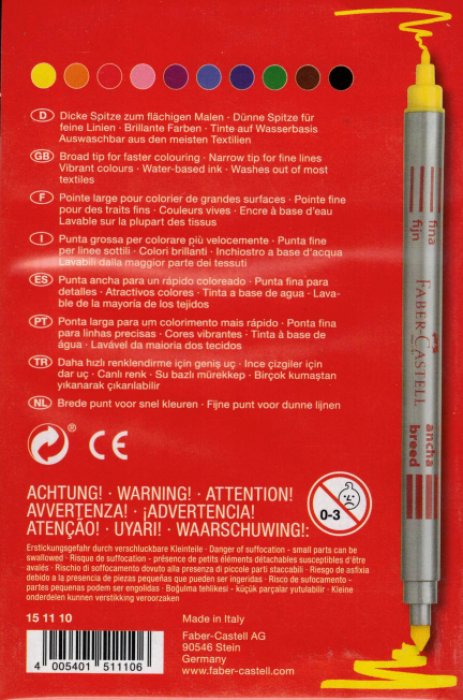 D Dicke Spitze zum flächigen Malen · Dünne Spitze für
feine Linien · Brillante Farben · Tinte auf Wasserbasis
Auswaschbar aus den meisten Textilien
GB Broad tip for faster colouring · Narrow tip for fine lines
Vibrant colours · Water-based ink · Washes out of most
textiles
F Pointe large pour colorier de grandes surfaces · Pointe fine
pour des traits fins · Couleurs vives · Encre à base d'eau
Lavable sur la plupart des tissus
I Punta grossa per colorare più velocemente · Punta fine
per linee sottili · Colori brillanti · Inchiostro a base d'acqua
Lavabili dalla maggior parte dei tessuti
ES Punta ancha para un rápido coloreado · Punta fina para
detalles · Atractivos colores · Tinta a base de agua · Lava-
ble de la mayoría de los tejidos
PT Ponta larga para um colorimento mais rápido · Ponta fina
para linhas precisas · Cores vibrantes · Tinta à base de
água · Lavável da maioria dos tecidos
TR Daha hızlı renklendirme için geniş uç · Ince çizgiler için
dar uç · Canlı renk · Su bazlı mürekkep · Birçok kumaştan
yıkanarak çıkarılabilir
NL Brede punt voor snel kleuren · Fijne punt voor dunne lijnen
fina
fijn
FABER-CASTELL
ancha
breed
® CE
ACHTUNG! · WARNING! · ATTENTION!
AVVERTENZA! · ¡ADVERTENCIA!
ATENÇÃO! · UYARI! · WAARSCHUWING!:
0-3
Erstickungsgefahr durch verschluckbare Kleinteile · Danger of suffocation - small parts can be
swallowed · Risque de suffocation - présence de petits éléments détachables susceptibles d'être
avalés · Rischio di soffocamento dovuto alla presenza di piccole parti staccabili · Riesgo de asfixia
debido a la presencia de piezas pequeñas que pueden ser ingeridas · Risco de sufocamento -
partes pequenas podem ser engolidas · Boğulma tehlikesi - küçük parçalar yutulabilir · Kleine
onderdelen kunnen verstikking veroorzaken
15 11 10
Made in Italy
Faber-Castell AG
90546 Stein
Germany
www.faber-castell.com
4 005401 511106